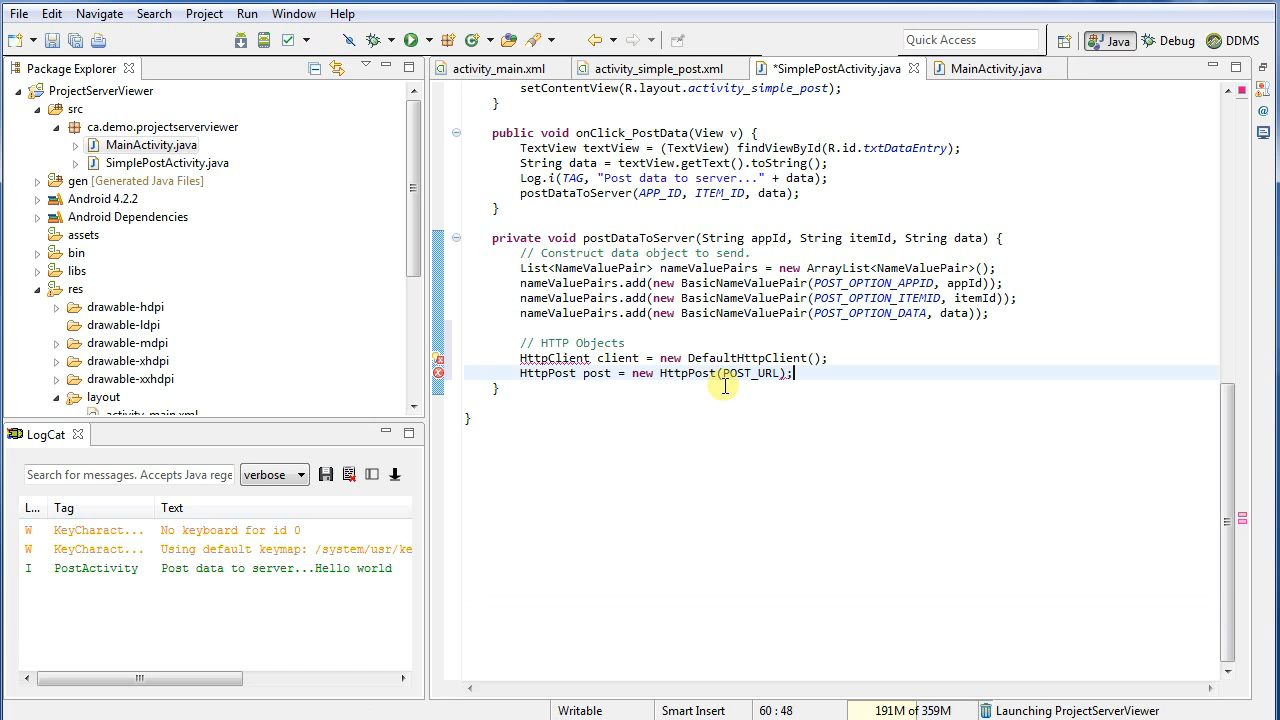 File Edit Navigate Search Project Run Window Help
Quick Access
Java
Debug
DDMS
Package Explorer
activity_main.xml
activity_simple_post.xml
*SimplePostActivity.java
MainActivity.java
ProjectServerViewer
src
ca.demo.projectserverviewer
MainActivity.java
SimplePostActivity.java
gen [Generated Java Files]
Android 4.2.2
Android Dependencies
assets
bin
libs
res
drawable-hdpi
drawable-ldpi
drawable-mdpi
drawable-xhdpi
drawable-xxhdpi
layout
activity_main.xml
setContentView(R.layout.activity_simple_post);
}
public void onClick_PostData(View v) {
TextView textView = (TextView) findViewById(R.id.txtDataEntry);
String data = textView.getText().toString();
Log.i(TAG, "Post data to server..." + data);
postDataToServer(APP_ID, ITEM_ID, data);
}
private void postDataToServer(String appId, String itemId, String data) {
// Construct data object to send.
List<NameValuePair> nameValuePairs = new ArrayList<NameValuePair>();
nameValuePairs.add(new BasicNameValuePair(POST_OPTION_APPID, appId));
nameValuePairs.add(new BasicNameValuePair(POST_OPTION_ITEMID, itemId));
nameValuePairs.add(new BasicNameValuePair(POST_OPTION_DATA, data));
// HTTP Objects
HttpClient client = new DefaultHttpClient();
HttpPost post = new HttpPost(POST_URL);
}
}
LogCat
Search for messages. Accepts Java rege
verbose
L... Tag Text
W KeyCharact... No keyboard for id 0
W KeyCharact... Using default keymap: /system/usr/ke
I PostActivity Post data to server...Hello world
Writable
Smart Insert
60 : 48
191M of 359M
Launching ProjectServerViewer